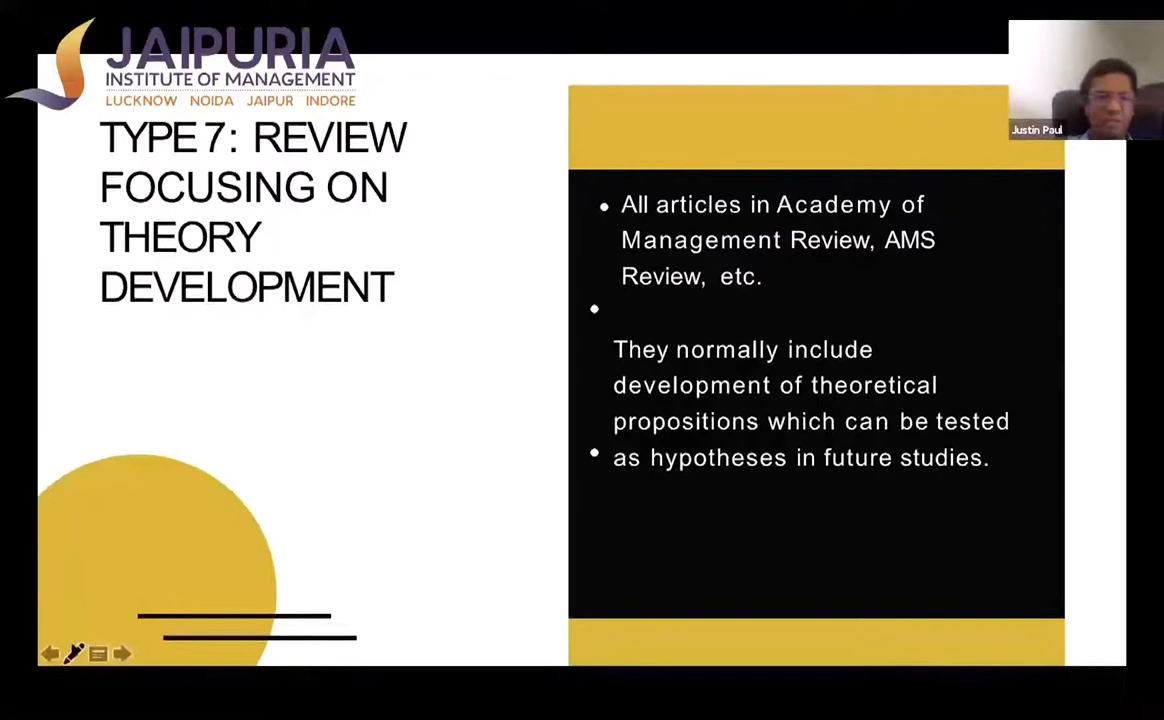 JAIPURIA
INSTITUTE OF MANAGEMENT
LUCKNOW NOIDA JAIPUR INDORE
TYPE 7: REVIEW
FOCUSING ON
THEORY
DEVELOPMENT
Justin Paul
• All articles in Academy of
Management Review, AMS
Review, etc.
•
They normally include
development of theoretical
propositions which can be tested
• as hypotheses in future studies.